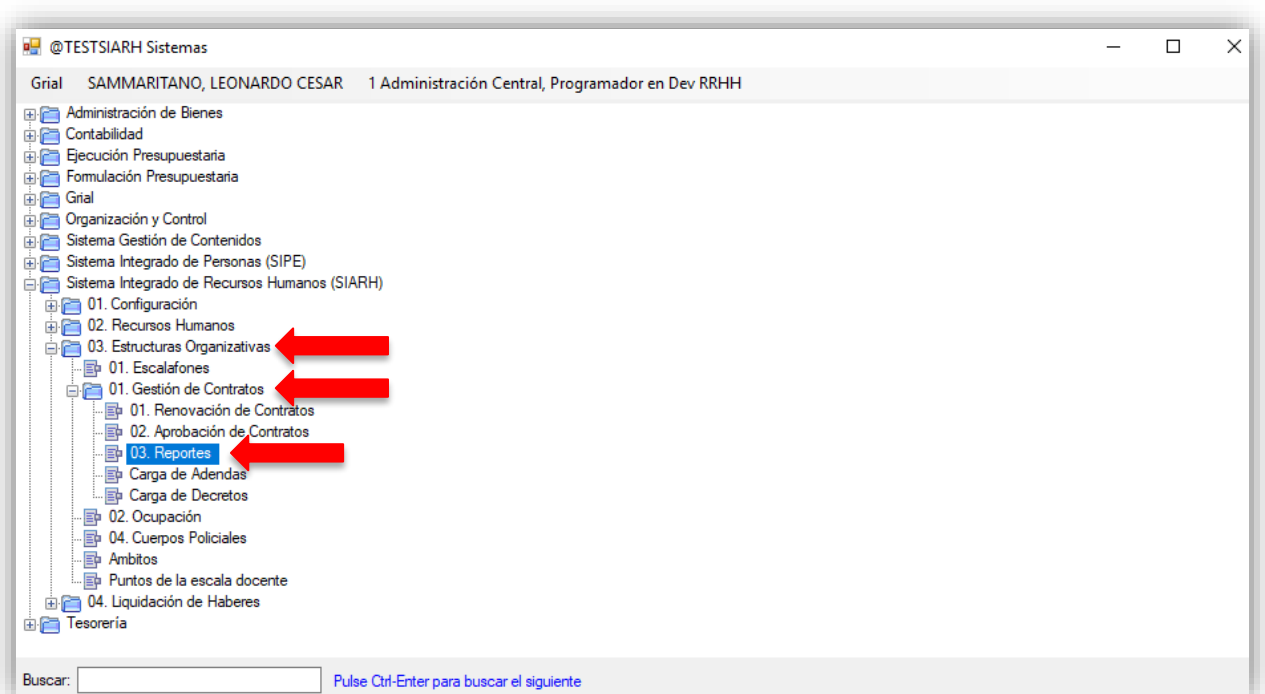 @TESTSIARH Sistemas
Grial SAMMARITANO, LEONARDO CESAR 1 Administración Central, Programador en Dev RRHH
Administración de Bienes
Contabilidad
Ejecución Presupuestaria
Formulación Presupuestaria
Grial
Organización y Control
Sistema Gestión de Contenidos
Sistema Integrado de Personas (SIPE)
Sistema Integrado de Recursos Humanos (SIARH)
01. Configuración
02. Recursos Humanos
03. Estructuras Organizativas
01. Escalafones
01. Gestión de Contratos
01. Renovación de Contratos
02. Aprobación de Contratos
03. Reportes
Carga de Adendas
Carga de Decretos
02. Ocupación
04. Cuerpos Policiales
Ambitos
Puntos de la escala docente
04. Liquidación de Haberes
Tesorería
Buscar: Pulse Ctrl-Enter para buscar el siguiente